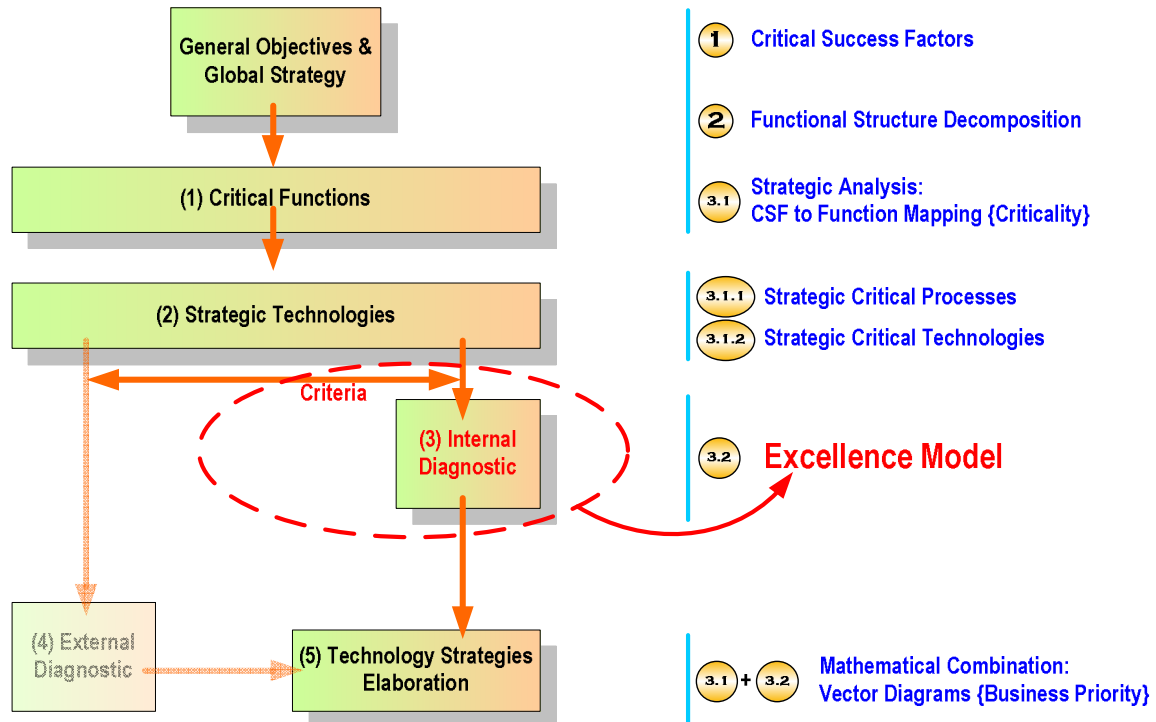 General Objectives &
Global Strategy
(1) Critical Functions
(2) Strategic Technologies
Criteria
(3) Internal
Diagnostic
(4) External
Diagnostic
(5) Technology Strategies
Elaboration
1 Critical Success Factors
2 Functional Structure Decomposition
3.1 Strategic Analysis:
CSF to Function Mapping {Criticality}
3.1.1 Strategic Critical Processes
3.1.2 Strategic Critical Technologies
3.2 Excellence Model
3.1 + 3.2 Mathematical Combination:
Vector Diagrams {Business Priority}